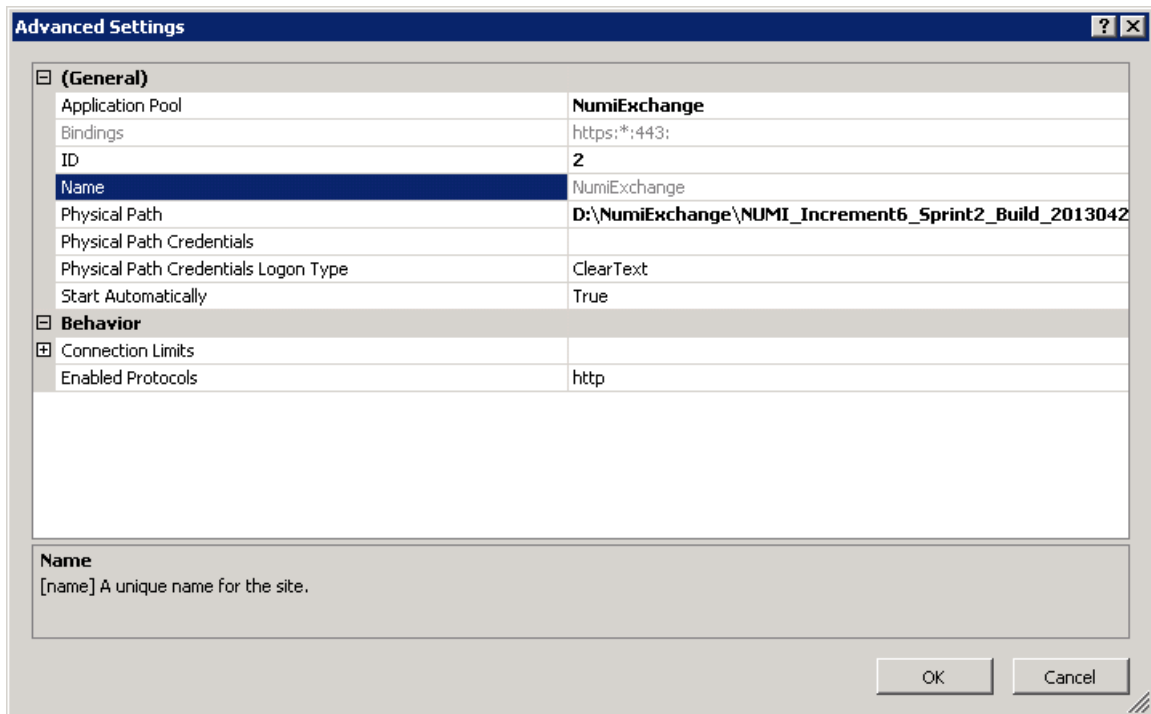 Advanced Settings
(General)
Application Pool NumiExchange
Bindings https:*:443:
ID 2
Name NumiExchange
Physical Path D:\NumiExchange\NUMI_Increment6_Sprint2_Build_2013042
Physical Path Credentials
Physical Path Credentials Logon Type ClearText
Start Automatically True
Behavior
Connection Limits
Enabled Protocols http
Name
[name] A unique name for the site.
OK Cancel